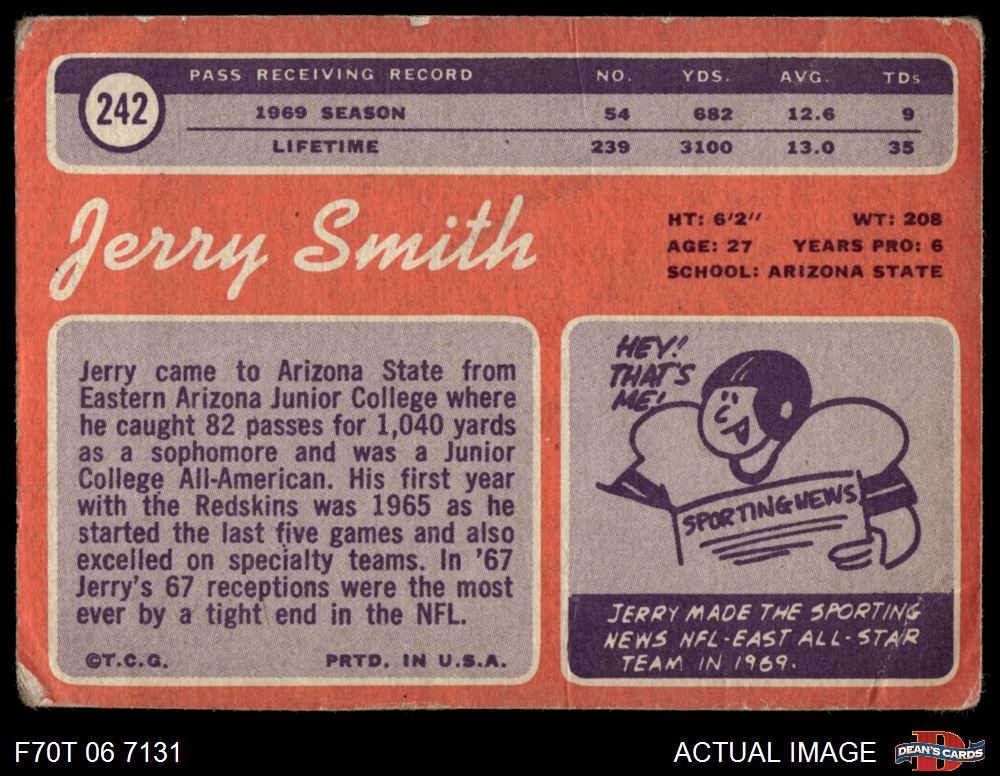 242
PASS RECEIVING RECORD NO. YDS. AVG. TDs
1969 SEASON 54 682 12.6 9
LIFETIME 239 3100 13.0 35
Jerry Smith
HT: 6'2" WT: 208
AGE: 27 YEARS PRO: 6
SCHOOL: ARIZONA STATE
Jerry came to Arizona State from
Eastern Arizona Junior College where
he caught 82 passes for 1,040 yards
as a sophomore and was a Junior
College All-American. His first year
with the Redskins was 1965 as he
started the last five games and also
excelled on specialty teams. In '67
Jerry's 67 receptions were the most
ever by a tight end in the NFL.
©T.C.G. PRTD. IN U.S.A.
HEY!
THAT'S
ME!
SPORTING NEWS
JERRY MADE THE SPORTING
NEWS NFL-EAST ALL-STAR
TEAM IN 1969.
F70T 06 7131 ACTUAL IMAGE D DEAN'S CARDS